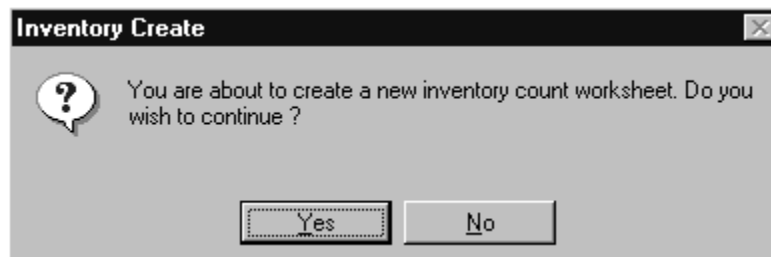 Inventory Create
You are about to create a new inventory count worksheet. Do you
wish to continue ?
Yes No